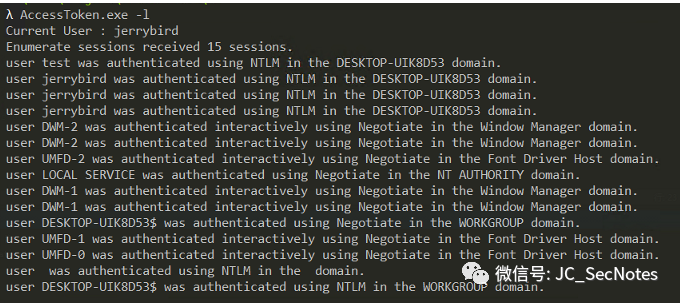 λ AccessToken.exe -l
Current User : jerrybird
Enumerate sessions received 15 sessions.
user test was authenticated using NTLM in the DESKTOP-UIK8D53 domain.
user jerrybird was authenticated using NTLM in the DESKTOP-UIK8D53 domain.
user jerrybird was authenticated using NTLM in the DESKTOP-UIK8D53 domain.
user jerrybird was authenticated using NTLM in the DESKTOP-UIK8D53 domain.
user DWM-2 was authenticated interactively using Negotiate in the Window Manager domain.
user DWM-2 was authenticated interactively using Negotiate in the Window Manager domain.
user UMFD-2 was authenticated interactively using Negotiate in the Font Driver Host domain.
user LOCAL SERVICE was authenticated using Negotiate in the NT AUTHORITY domain.
user DWM-1 was authenticated interactively using Negotiate in the Window Manager domain.
user DWM-1 was authenticated interactively using Negotiate in the Window Manager domain.
user DESKTOP-UIK8D53$ was authenticated using Negotiate in the WORKGROUP domain.
user UMFD-1 was authenticated interactively using Negotiate in the Font Driver Host domain.
user UMFD-0 was authenticated interactively using Negotiate in the Font Driver Host domain.
user  was authenticated using NTLM in the  domain.
user DESKTOP-UIK8D53$ was authenticated using NTLM in the WORKGROUP domain.
微信号: JC_SecNotes